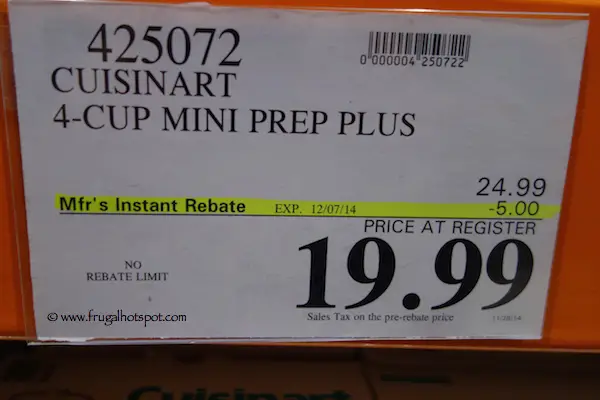 425072
0 000004 250722
CUISINART
4-CUP MINI PREP PLUS
24.99
Mfr's Instant Rebate EXP. 12/07/14 -5.00
PRICE AT REGISTER
19.99
NO
REBATE LIMIT
Sales Tax on the pre-rebate price
© www.frugalhotspot.com
Cuisinart